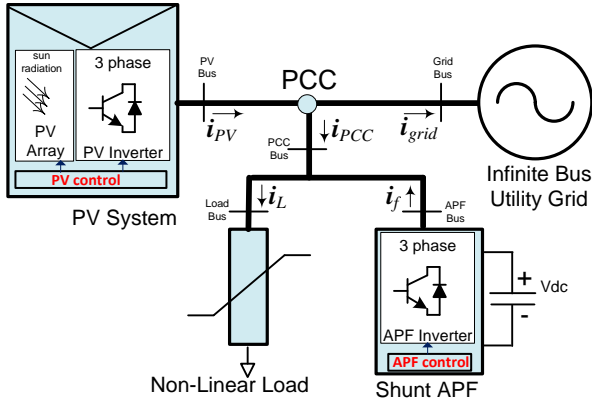 sun
radiation
PV
Array
3 phase
PV Inverter
PV control
PV System
PV
Bus
i_PV
PCC
Grid
Bus
i_grid
i_PCC
PCC
Bus
Infinite Bus
Utility Grid
Load
Bus
i_L
i_f
APF
Bus
Non-Linear Load
3 phase
APF Inverter
APF control
Shunt APF
+
Vdc
-